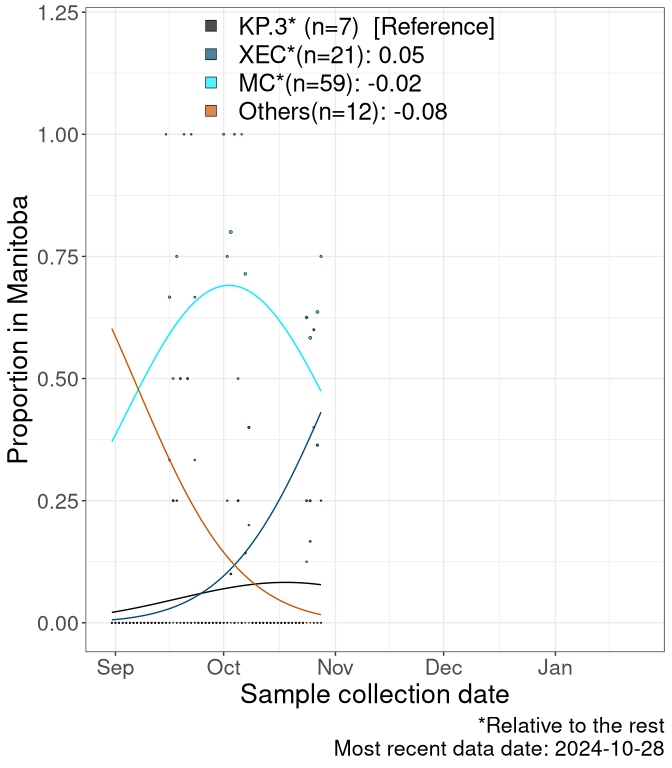 KP.3* (n=7)  [Reference]
XEC*(n=21): 0.05
MC*(n=59): -0.02
Others(n=12): -0.08
1.25
1.00
0.75
0.50
0.25
0.00
Proportion in Manitoba
Sep Oct Nov Dec Jan
Sample collection date
*Relative to the rest
Most recent data date: 2024-10-28